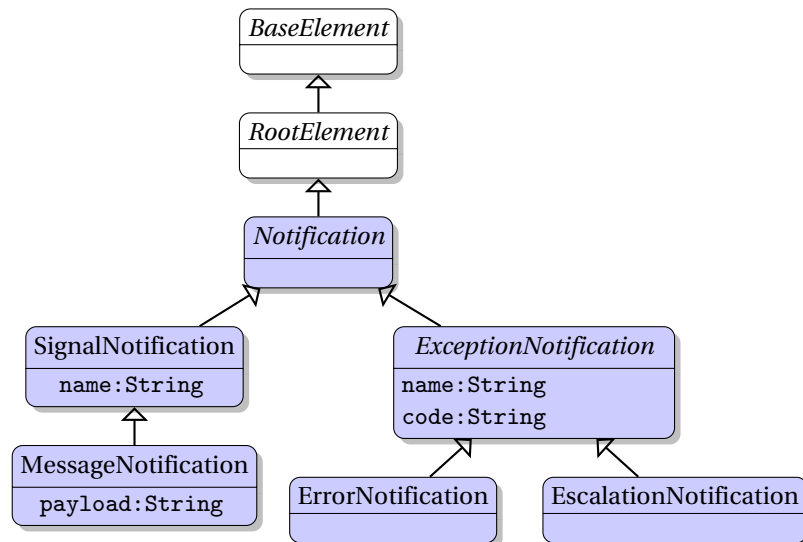 BaseElement
RootElement
Notification
SignalNotification
name:String
ExceptionNotification
name:String
code:String
MessageNotification
payload:String
ErrorNotification
EscalationNotification